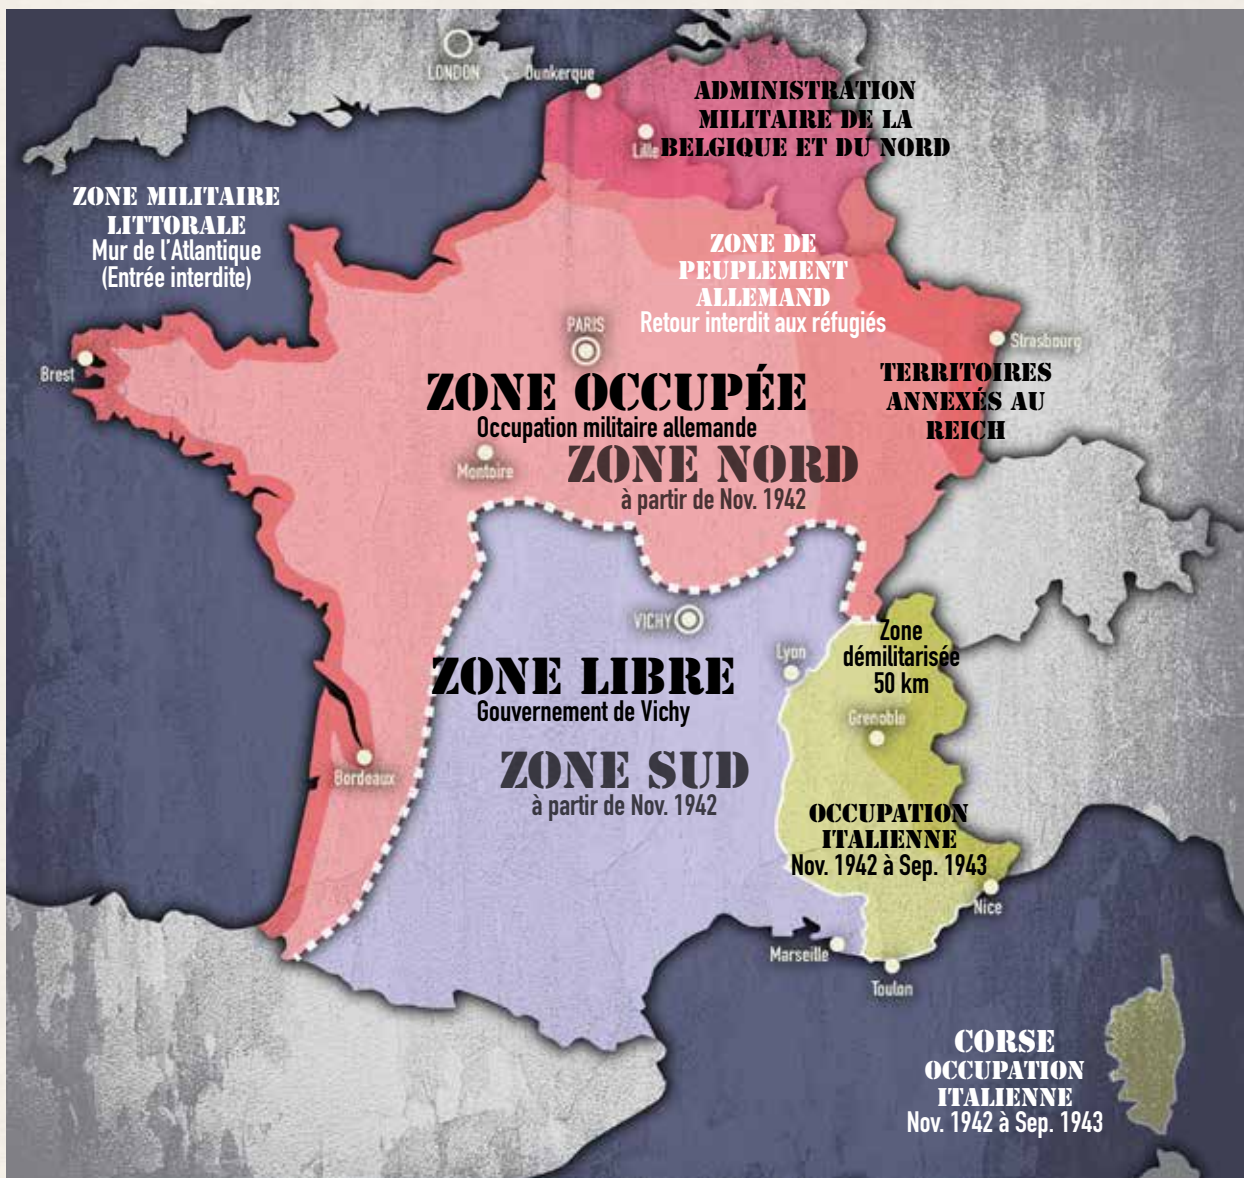 LONDON
Dunkerque
ADMINISTRATION
MILITAIRE DE LA
BELGIQUE ET DU NORD
Lille
ZONE MILITAIRE
LITTORALE
Mur de l'Atlantique
(Entrée interdite)
ZONE DE
PEUPLEMENT
ALLEMAND
Retour interdit aux réfugiés
PARIS
Strasbourg
Brest
TERRITOIRES
ANNEXÉS AU
REICH
ZONE OCCUPÉE
Occupation militaire allemande
Montoire
ZONE NORD
à partir de Nov. 1942
VICHY
Zone
démilitarisée
50 km
Lyon
ZONE LIBRE
Gouvernement de Vichy
Grenoble
ZONE SUD
à partir de Nov. 1942
Bordeaux
OCCUPATION
ITALIENNE
Nov. 1942 à Sep. 1943
Nice
Marseille
Toulon
CORSE
OCCUPATION
ITALIENNE
Nov. 1942 à Sep. 1943